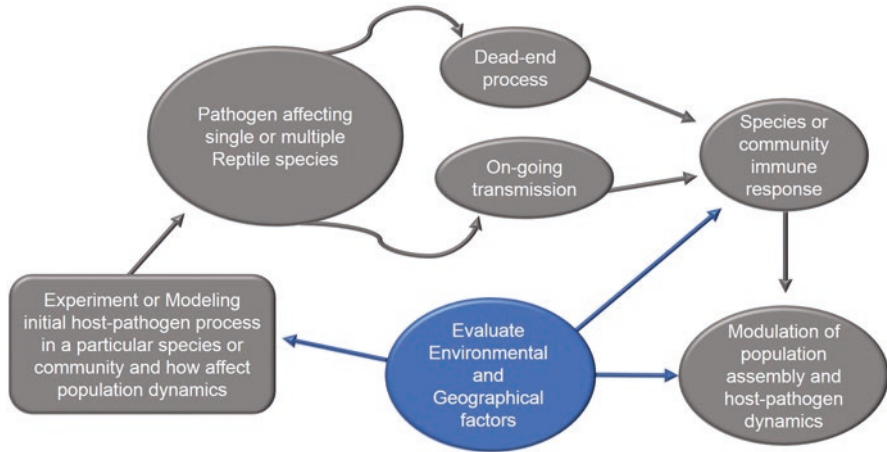 Pathogen affecting
single or multiple
Reptile species
Dead-end
process
On-going
transmission
Species or
community
immune
response
Experiment or Modeling
initial host-pathogen process
in a particular species or
community and how affect
population dynamics
Evaluate
Environmental
and
Geographical
factors
Modulation of
population
assembly and
host-pathogen
dynamics